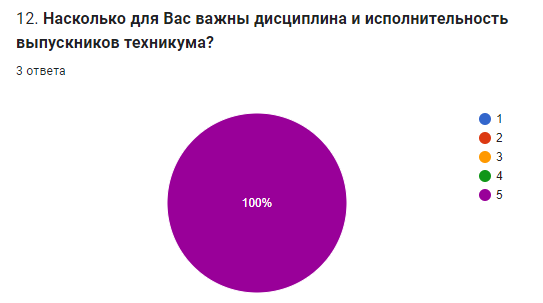 12. Насколько для Вас важны дисциплина и исполнительность
выпускников техникума?
3 ответа
100%
1
2
3
4
5